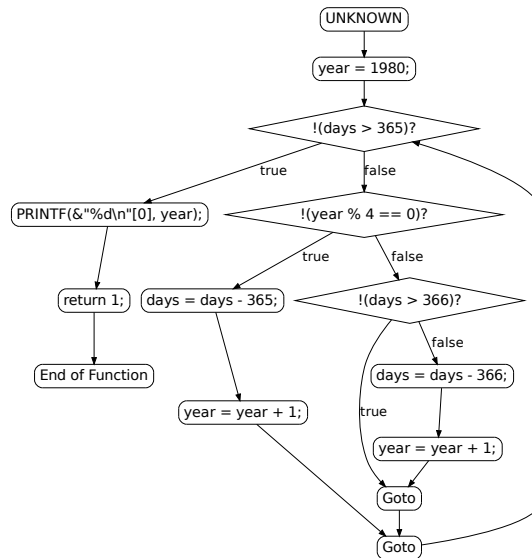 UNKNOWN
year = 1980;
!(days > 365)?
true
false
PRINTF(&"%d\n"[0], year);
!(year % 4 == 0)?
true
false
return 1;
days = days - 365;
!(days > 366)?
false
End of Function
days = days - 366;
true
year = year + 1;
year = year + 1;
Goto
Goto